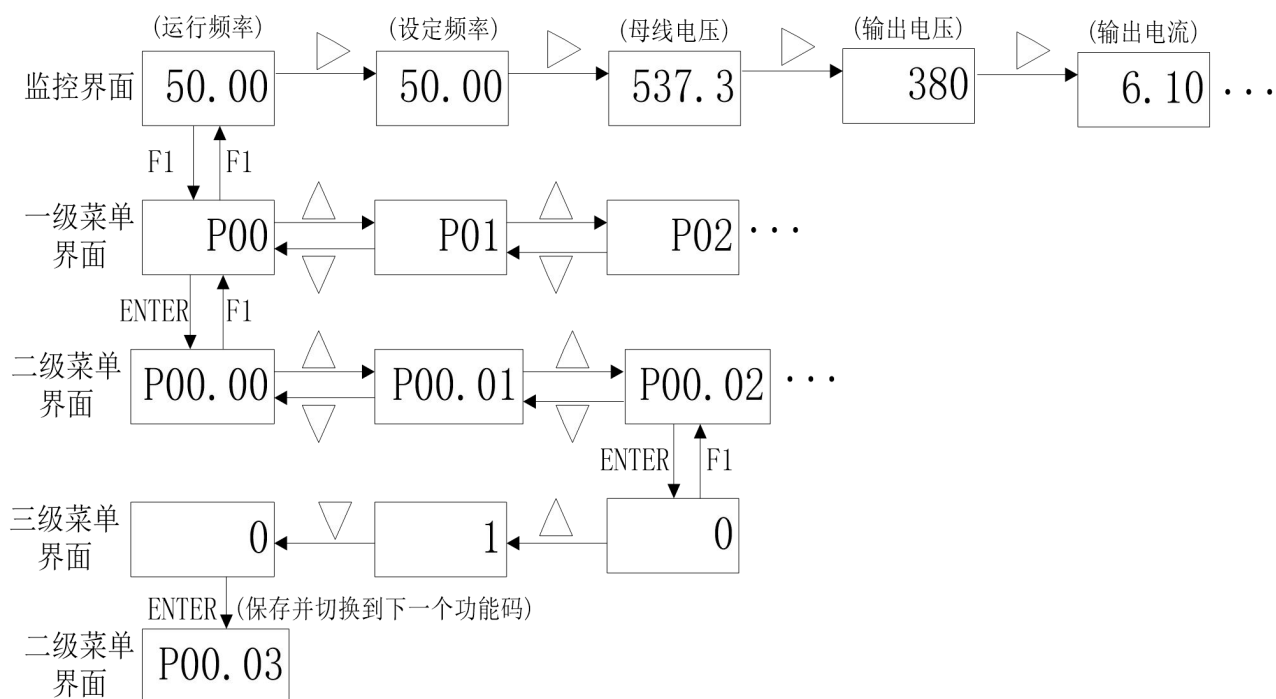 (运行频率) (设定频率) (母线电压) (输出电压) (输出电流)
监控界面 50.00 50.00 537.3 380 6.10 ···
F1 F1
一级菜单
界面
P00 P01 P02 ···
ENTER F1
二级菜单
界面
P00.00 P00.01 P00.02 ···
ENTER F1
三级菜单
界面
0 1 0
ENTER (保存并切换到下一个功能码)
二级菜单
界面
P00.03